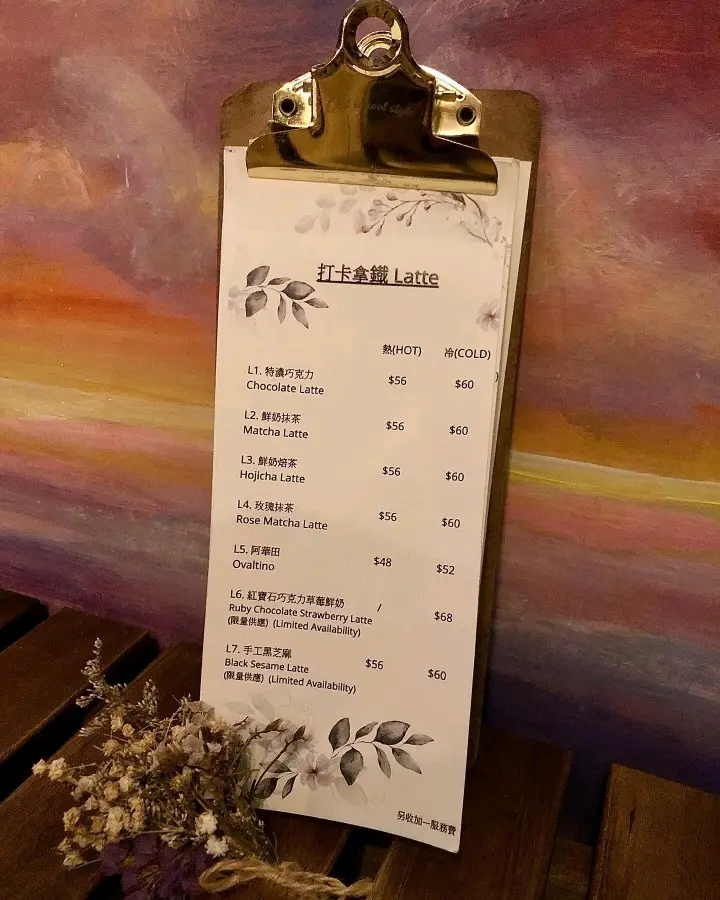 打卡拿鐵 Latte
熱(HOT) 冷(COLD)
L1. 特濃巧克力
Chocolate Latte $56 $60
L2. 鮮奶抹茶
Matcha Latte $56 $60
L3. 鮮奶焙茶
Hojicha Latte $56 $60
L4. 玫瑰抹茶
Rose Matcha Latte $56 $60
L5. 阿華田
Ovaltino $48 $52
L6. 紅寶石巧克力草莓鮮奶
Ruby Chocolate Strawberry Latte / $68
(限量供應) (Limited Availability)
L7. 手工黑芝麻
Black Sesame Latte $56 $60
(限量供應) (Limited Availability)
另收加一服務費